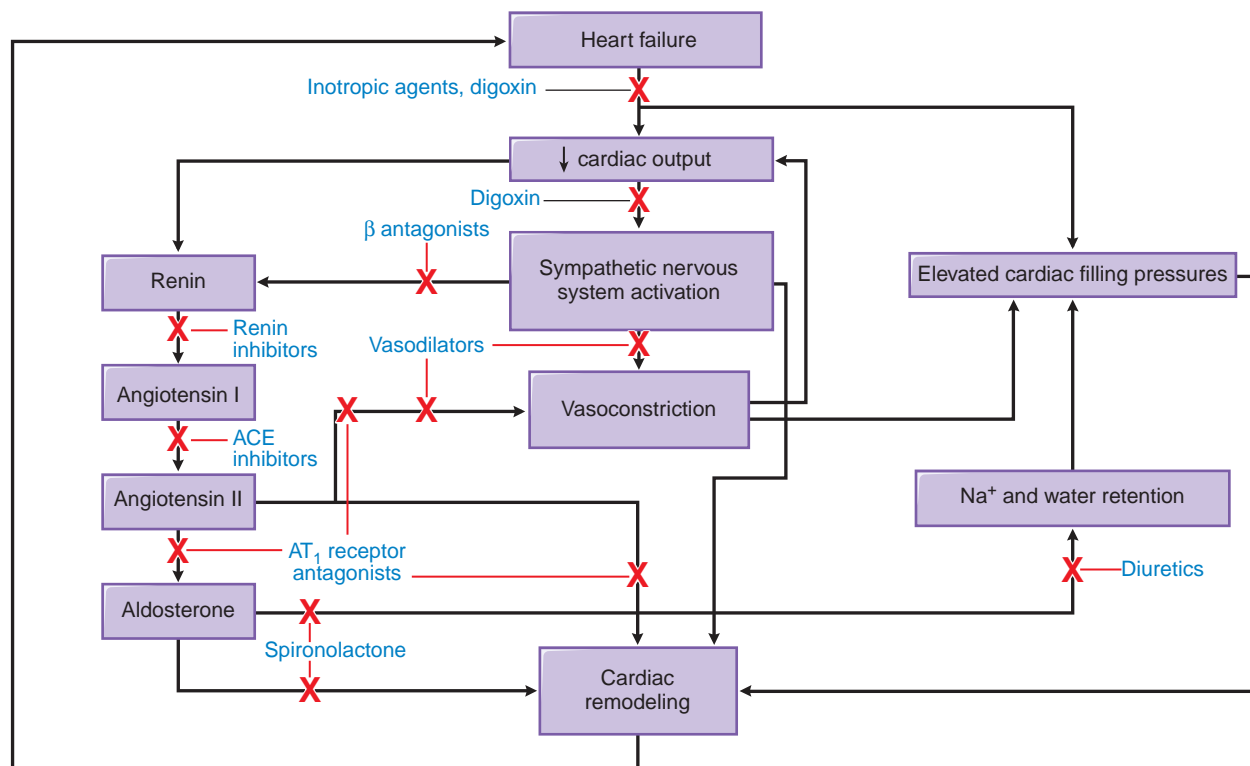 Heart failure
Inotropic agents, digoxin
↓ cardiac output
Digoxin
β antagonists
Sympathetic nervous
system activation
Renin
Elevated cardiac filling pressures
Renin
inhibitors
Vasodilators
Angiotensin I
Vasoconstriction
ACE
inhibitors
Angiotensin II
Na⁺ and water retention
AT₁ receptor
antagonists
Diuretics
Aldosterone
Spironolactone
Cardiac
remodeling